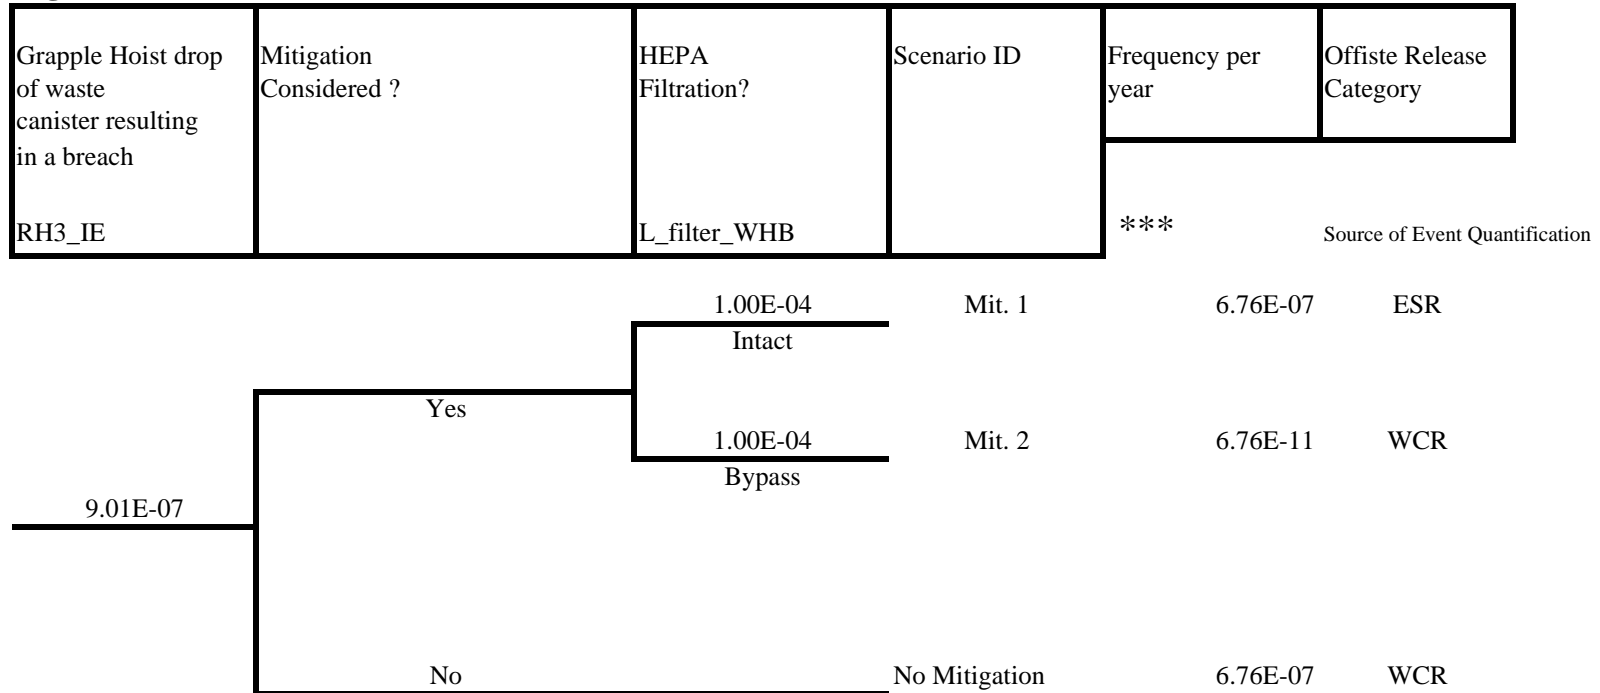 Grapple Hoist drop
of waste
canister resulting
in a breach
RH3_IE
Mitigation
Considered ?
HEPA
Filtration?
L_filter_WHB
Scenario ID
Frequency per
year
***
Offiste Release
Category
Source of Event Quantification
1.00E-04 Mit. 1 6.76E-07 ESR
Intact
Yes
1.00E-04 Mit. 2 6.76E-11 WCR
Bypass
9.01E-07
No No Mitigation 6.76E-07 WCR